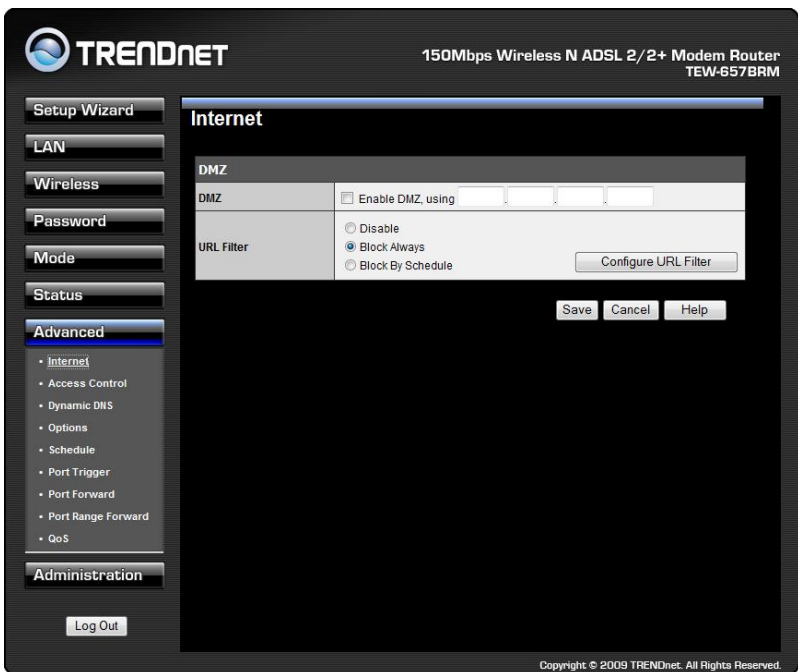 TRENDNET
150Mbps Wireless N ADSL 2/2+ Modem Router
TEW-657BRM
Setup Wizard
LAN
Wireless
Password
Mode
Status
Advanced
• Internet
• Access Control
• Dynamic DNS
• Options
• Schedule
• Port Trigger
• Port Forward
• Port Range Forward
• QoS
Administration
Log Out
Internet
DMZ
DMZ
Enable DMZ, using . . .
URL Filter
Disable
Block Always
Block By Schedule
Configure URL Filter
Save Cancel Help
Copyright © 2009 TRENDnet. All Rights Reserved.